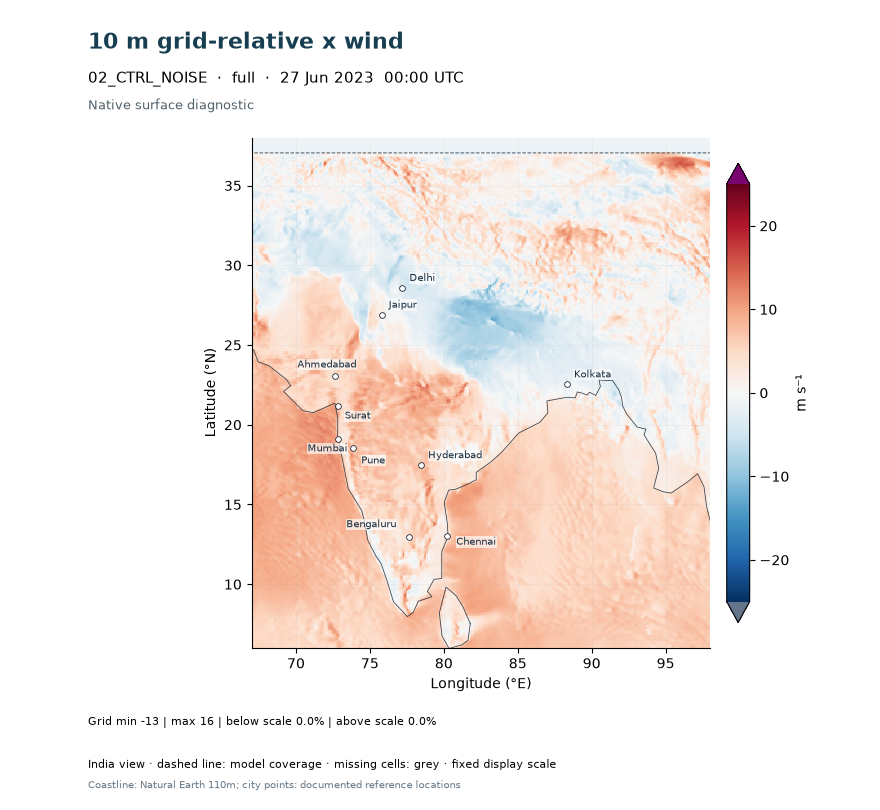 10 m grid-relative x wind
02_CTRL_NOISE · full · 27 Jun 2023 00:00 UTC
Native surface diagnostic
35
30
25
20
15
10
Latitude (°N)
Delhi
Jaipur
Ahmedabad
Kolkata
Surat
Mumbai
Pune
Hyderabad
Bengaluru
Chennai
70 75 80 85 90 95
Longitude (°E)
20
10
0
−10
−20
m s⁻¹
Grid min -13 | max 16 | below scale 0.0% | above scale 0.0%
India view · dashed line: model coverage · missing cells: grey · fixed display scale
Coastline: Natural Earth 110m; city points: documented reference locations